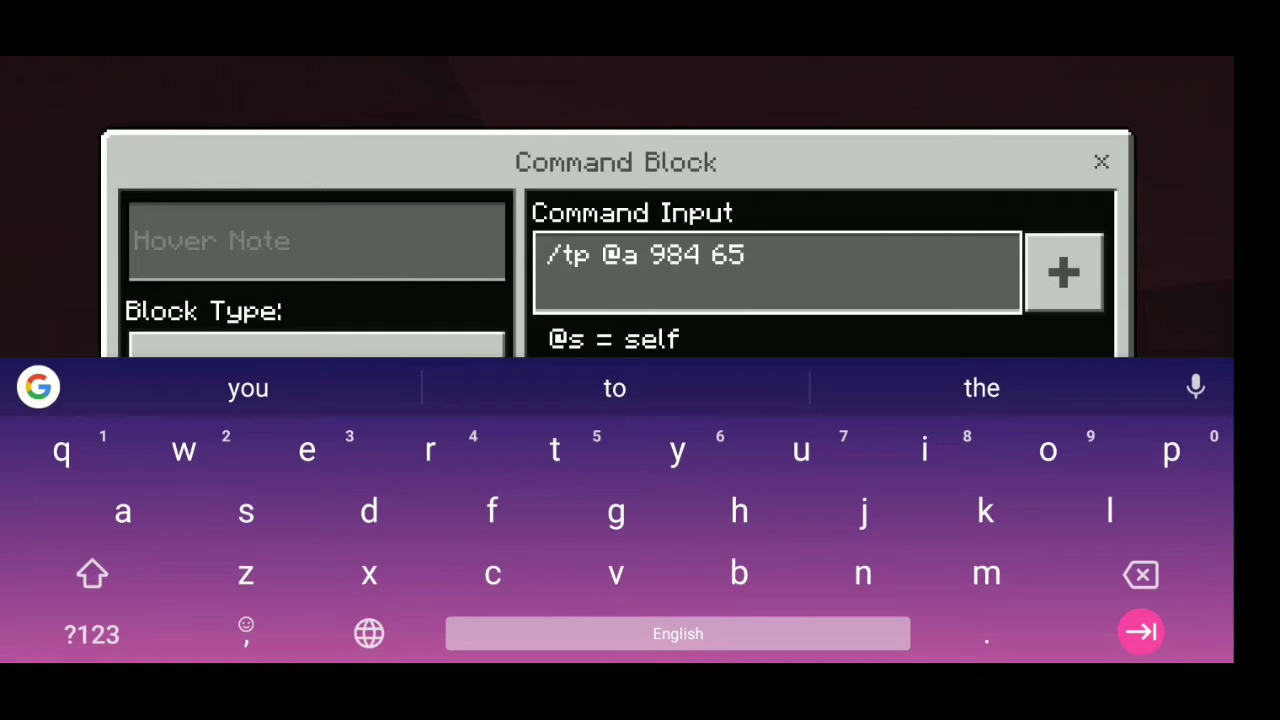 Command Block
Hover Note
Block Type:
Command Input
/tp @a 984 65
@s = self
G you to the
q 1 w 2 e 3 r 4 t 5 y 6 u 7 i 8 o 9 p 0
a s d f g h j k l
z x c v b n m
?123 , English .